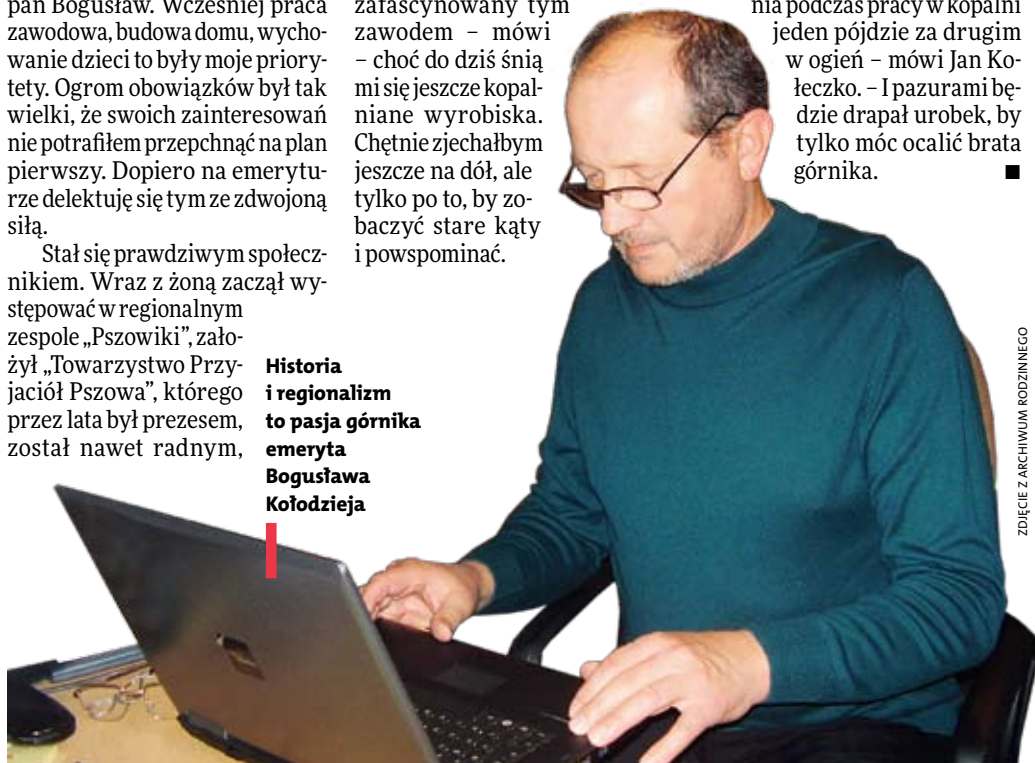 pan Bogusław. Wcześniej praca
zawodowa, budowa domu, wycho-
wanie dzieci to były moje priory-
tety. Ogrom obowiązków był tak
wielki, że swoich zainteresowań
nie potrafiłem przepchnąć na plan
pierwszy. Dopiero na emerytu-
rze delektuję się tym ze zdwojoną
siłą.
Stał się prawdziwym społecz-
nikiem. Wraz z żoną zaczął wy-
stępować w regionalnym
zespole „Pszowiki”, zało-
żył „Towarzystwo Przy-
jaciół Pszowa”, którego
przez lata był prezesem,
został nawet radnym,
zafascynowany tym
zawodem – mówi
– choć do dziś śnią
mi się jeszcze kopal-
niane wyrobiska.
Chętnie zjechałbym
jeszcze na dół, ale
tylko po to, by zo-
baczyć stare kąty
i powspominać.
nia podczas pracy w kopalni
jeden pójdzie za drugim
w ogień – mówi Jan Ko-
łeczko. – I pazurami bę-
dzie drapał urobek, by
tylko móc ocalić brata
górnika. ■
Historia
i regionalizm
to pasja górnika
emeryta
Bogusława
Kołodzieja
ZDJĘCIE Z ARCHIWUM RODZINNEGO